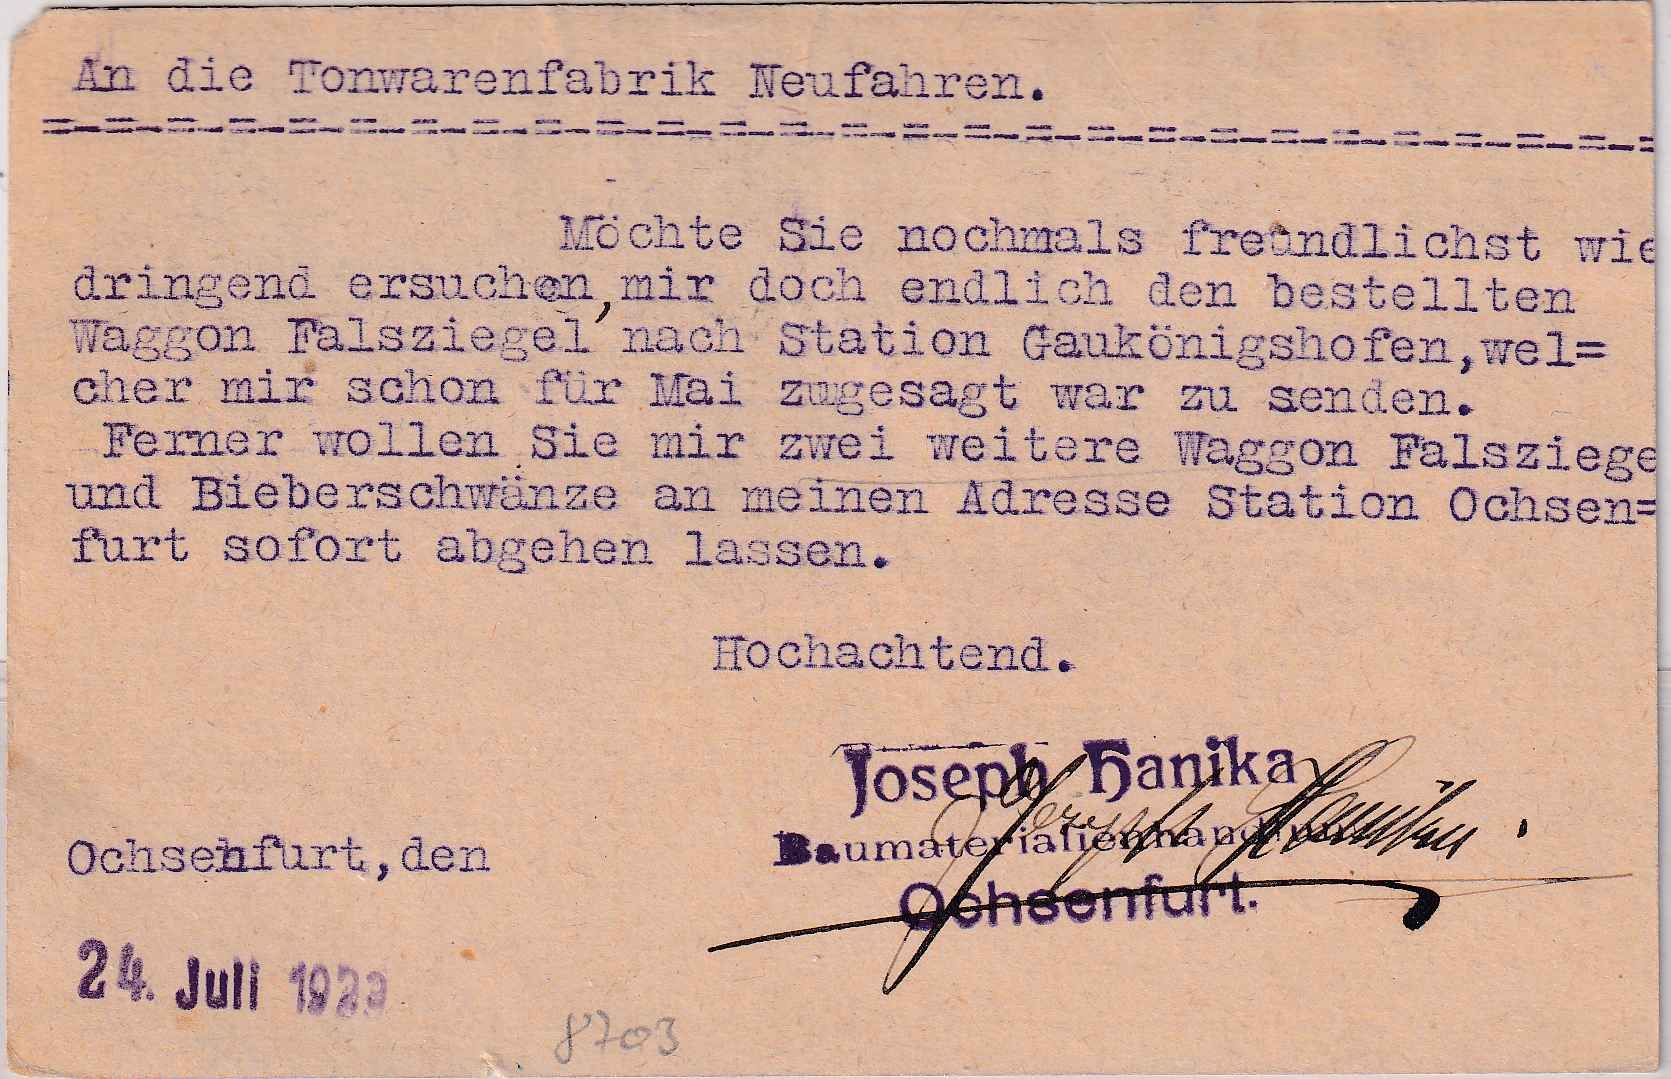 An die Tonwarenfabrik Neufahren.
Möchte Sie nochmals freundlichst wie
dringend ersuchen, mir doch endlich den bestellten
Waggon Falsziegel nach Station Gaukönigshofen,wel=
cher mir schon für Mai zugesagt war zu senden.
Ferner wollen Sie mir zwei weitere Waggon Falsziege
und Bieberschwänze an meinen Adresse Station Ochsen=
furt sofort abgehen lassen.
Hochachtend.
Joseph Hanika
Joseph Hanika.
Baumaterialienhandlung
Ochsenfurt.
Ochsenfurt,den
24. Juli
8703